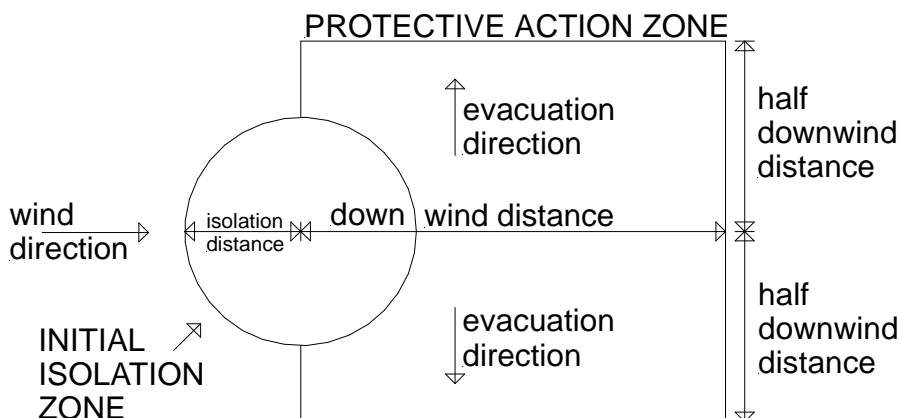 PROTECTIVE ACTION ZONE
evacuation
direction
half
downwind
distance
wind
direction
isolation
distance
down wind distance
evacuation
direction
half
downwind
distance
INITIAL
ISOLATION
ZONE